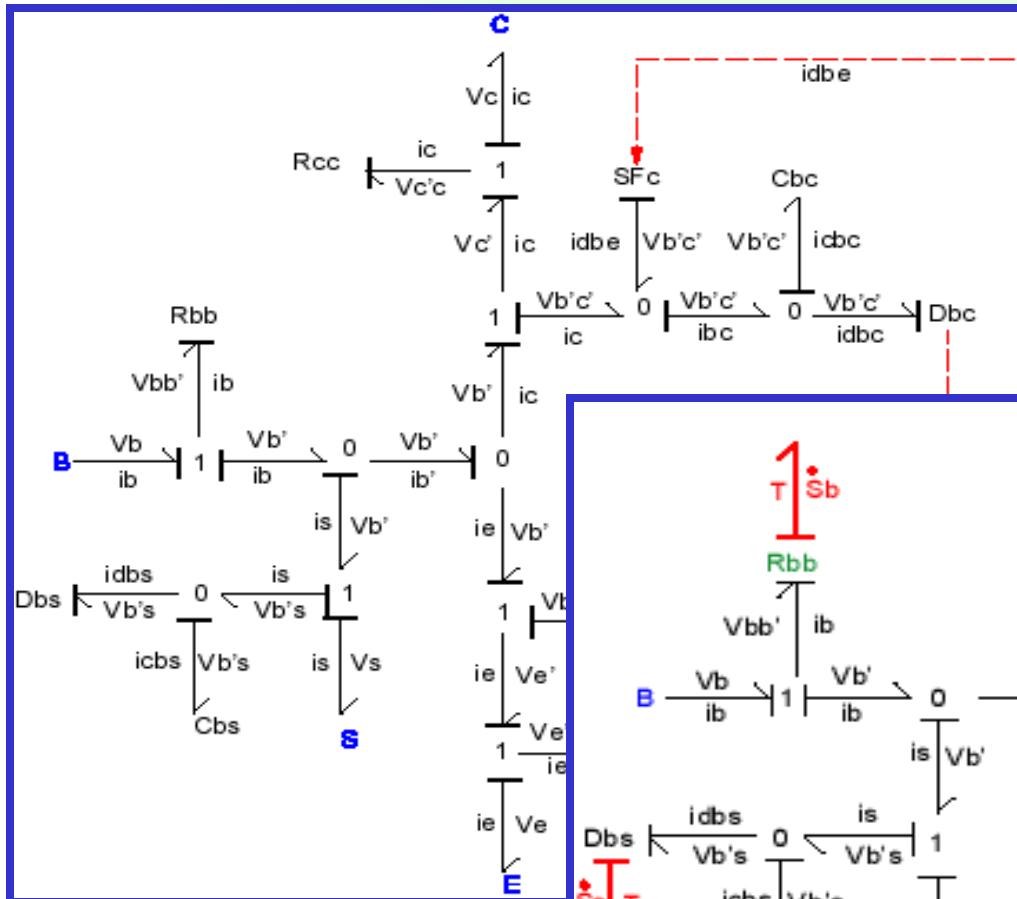 C
idbe
Vc ic
ic
Rcc
1
SFc
Cbc
Vc'c
Vc' ic
idbe Vb'c'
Vb'c' icbc
Vb'c'
Vb'c'
Vb'c'
Rbb
1
0
0
Dbc
ic
ibc
idbc
Vbb' ib
Vb' ic
Vb
Vb'
0
Vb'
B
1
0
ib
ib
ib'
is Vb'
ie Vb'
idbs
is
Dbs
0
1
Vb's
Vb's
1
icbs Vb's
is Vs
ie Ve'
Cbs
S
1
ie
ie Ve
E
T Sb
Rbb
Vbb' ib
Vb
Vb'
B
1
0
ib
ib
is Vb'
idbs
is
Dbs
0
1
Vb's
Vb's